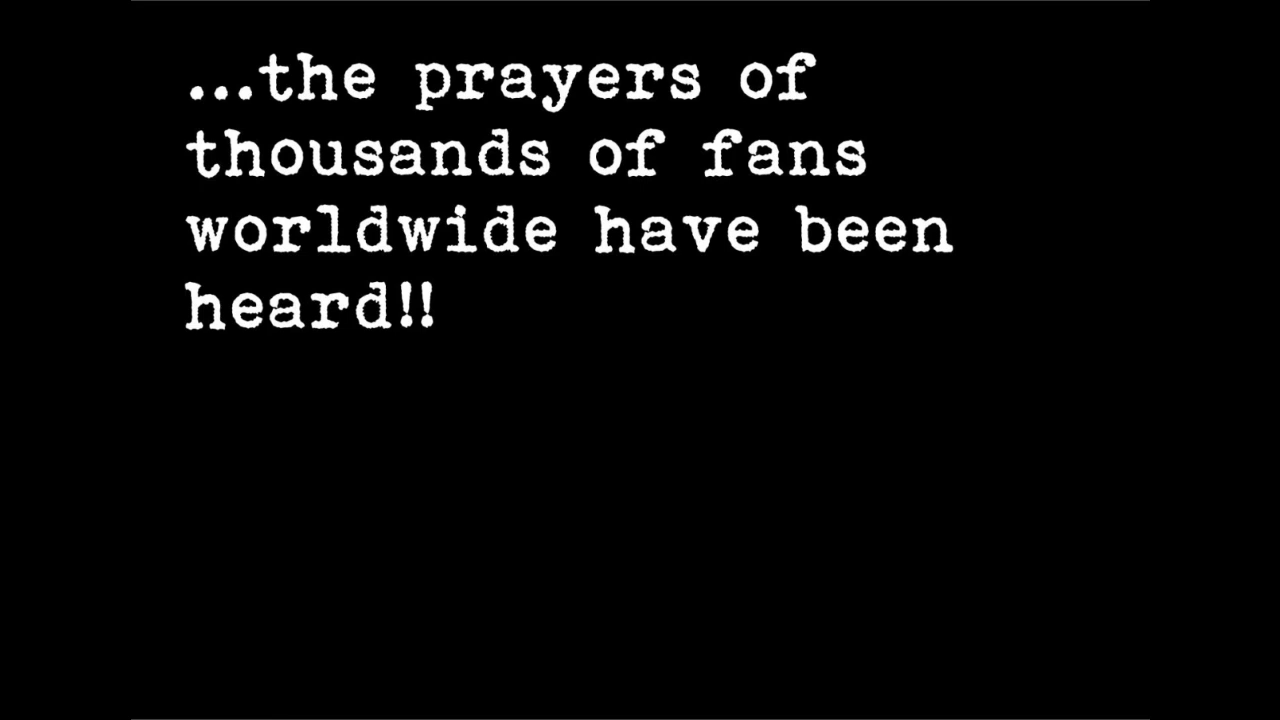 ...the prayers of
thousands of fans
worldwide have been
heard!!